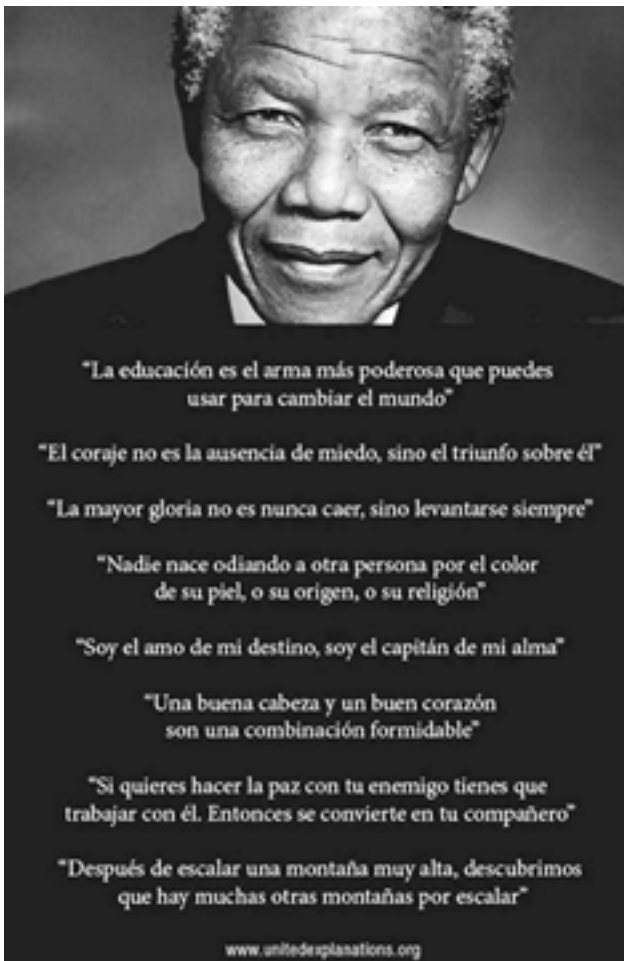 “La educación es el arma más poderosa que puedes
usar para cambiar el mundo”
“El coraje no es la ausencia de miedo, sino el triunfo sobre él”
“La mayor gloria no es nunca caer, sino levantarse siempre”
“Nadie nace odiando a otra persona por el color
de su piel, o su origen, o su religión”
“Soy el amo de mi destino, soy el capitán de mi alma”
“Una buena cabeza y un buen corazón
son una combinación formidable”
“Si quieres hacer la paz con tu enemigo tienes que
trabajar con él. Entonces se convierte en tu compañero”
“Después de escalar una montaña muy alta, descubrimos
que hay muchas otras montañas por escalar”
www.unitedexplanations.org